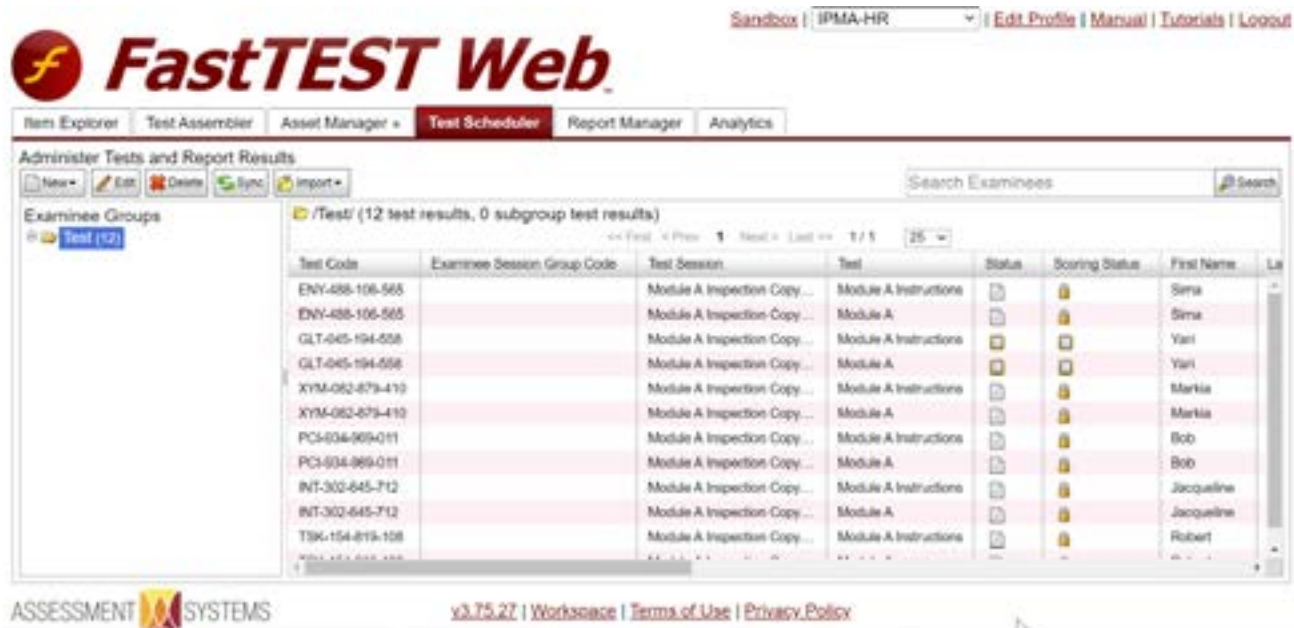 Sandbox | IPMA-HR | Edit Profile | Manual | Tutorials | Logout
FastTEST Web
Item Explorer Test Assembler Asset Manager Test Scheduler Report Manager Analytics
Administer Tests and Report Results
New Edit Delete Sync Import Search Examinees Search
Examinee Groups
Test (12)
/Test/ (12 test results, 0 subgroup test results)
<< First < Prev 1 Next > Last >> 1 / 1 25
Test Code Examinee Session Group Code Test Session Test Status Scoring Status First Name La
ENY-488-106-565 Module A Inspection Copy... Module A Instructions Sima
ENY-488-106-565 Module A Inspection Copy... Module A Sima
GLT-045-194-558 Module A Inspection Copy... Module A Instructions Yari
GLT-045-194-558 Module A Inspection Copy... Module A Yari
XYM-082-879-410 Module A Inspection Copy... Module A Instructions Markia
XYM-082-879-410 Module A Inspection Copy... Module A Markia
PCI-934-969-011 Module A Inspection Copy... Module A Instructions Bob
PCI-934-969-011 Module A Inspection Copy... Module A Bob
INT-302-645-712 Module A Inspection Copy... Module A Instructions Jacqueline
INT-302-645-712 Module A Inspection Copy... Module A Jacqueline
TSK-154-819-108 Module A Inspection Copy... Module A Instructions Robert
ASSESSMENT SYSTEMS
v3.75.27 | Workspace | Terms of Use | Privacy Policy